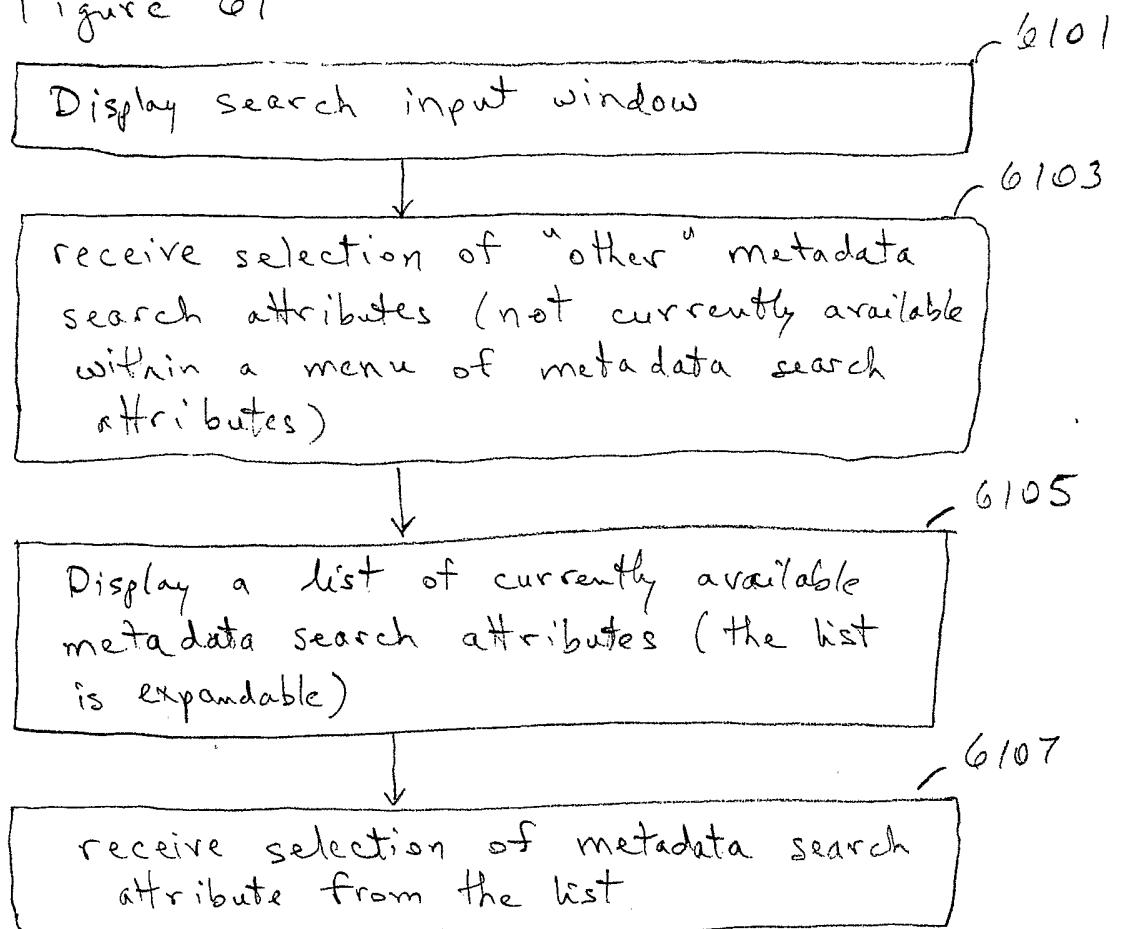 Figure 61
6101
Display search input window
6103
receive selection of "other" metadata
search attributes (not currently available
within a menu of metadata search
attributes)
6105
Display a list of currently available
metadata search attributes (the list
is expandable)
6107
receive selection of metadata search
attribute from the list